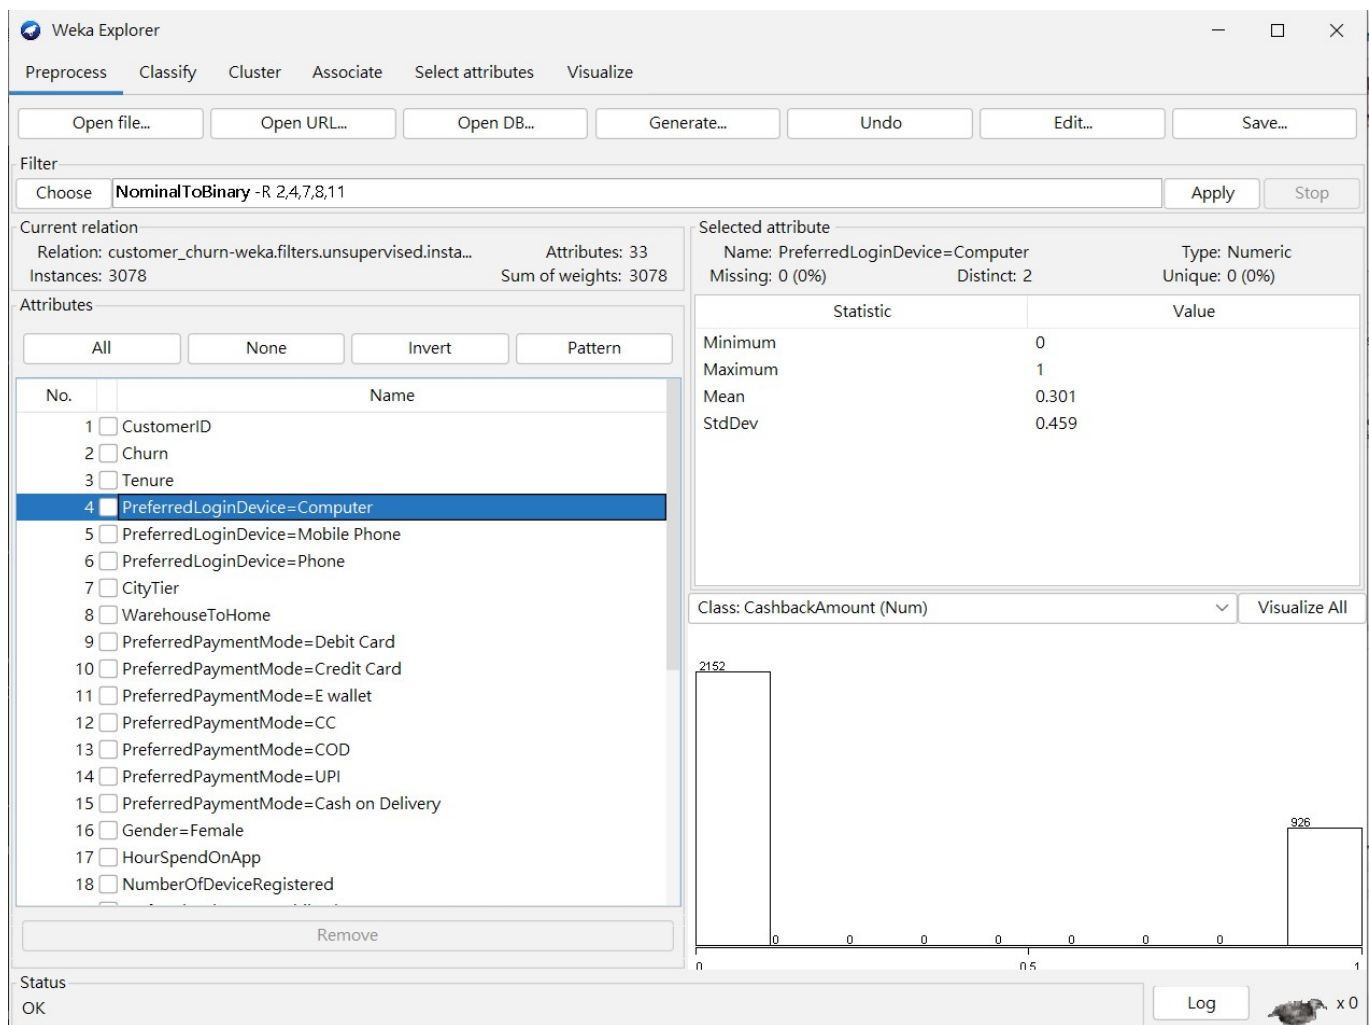 Weka Explorer
Preprocess Classify Cluster Associate Select attributes Visualize
Open file... Open URL... Open DB... Generate... Undo Edit... Save...
Filter
Choose NominalToBinary -R 2,4,7,8,11 Apply Stop
Current relation
Relation: customer_churn-weka.filters.unsupervised.insta... Attributes: 33
Instances: 3078 Sum of weights: 3078
Attributes
All None Invert Pattern
No. Name
1 CustomerID
2 Churn
3 Tenure
4 PreferredLoginDevice=Computer
5 PreferredLoginDevice=Mobile Phone
6 PreferredLoginDevice=Phone
7 CityTier
8 WarehouseToHome
9 PreferredPaymentMode=Debit Card
10 PreferredPaymentMode=Credit Card
11 PreferredPaymentMode=E wallet
12 PreferredPaymentMode=CC
13 PreferredPaymentMode=COD
14 PreferredPaymentMode=UPI
15 PreferredPaymentMode=Cash on Delivery
16 Gender=Female
17 HourSpendOnApp
18 NumberOfDeviceRegistered
Remove
Selected attribute
Name: PreferredLoginDevice=Computer Type: Numeric
Missing: 0 (0%) Distinct: 2 Unique: 0 (0%)
Statistic Value
Minimum 0
Maximum 1
Mean 0.301
StdDev 0.459
Class: CashbackAmount (Num) Visualize All
2152
926
0 0 0 0 0 0 0
0 0.5 1
Status
OK
Log x 0